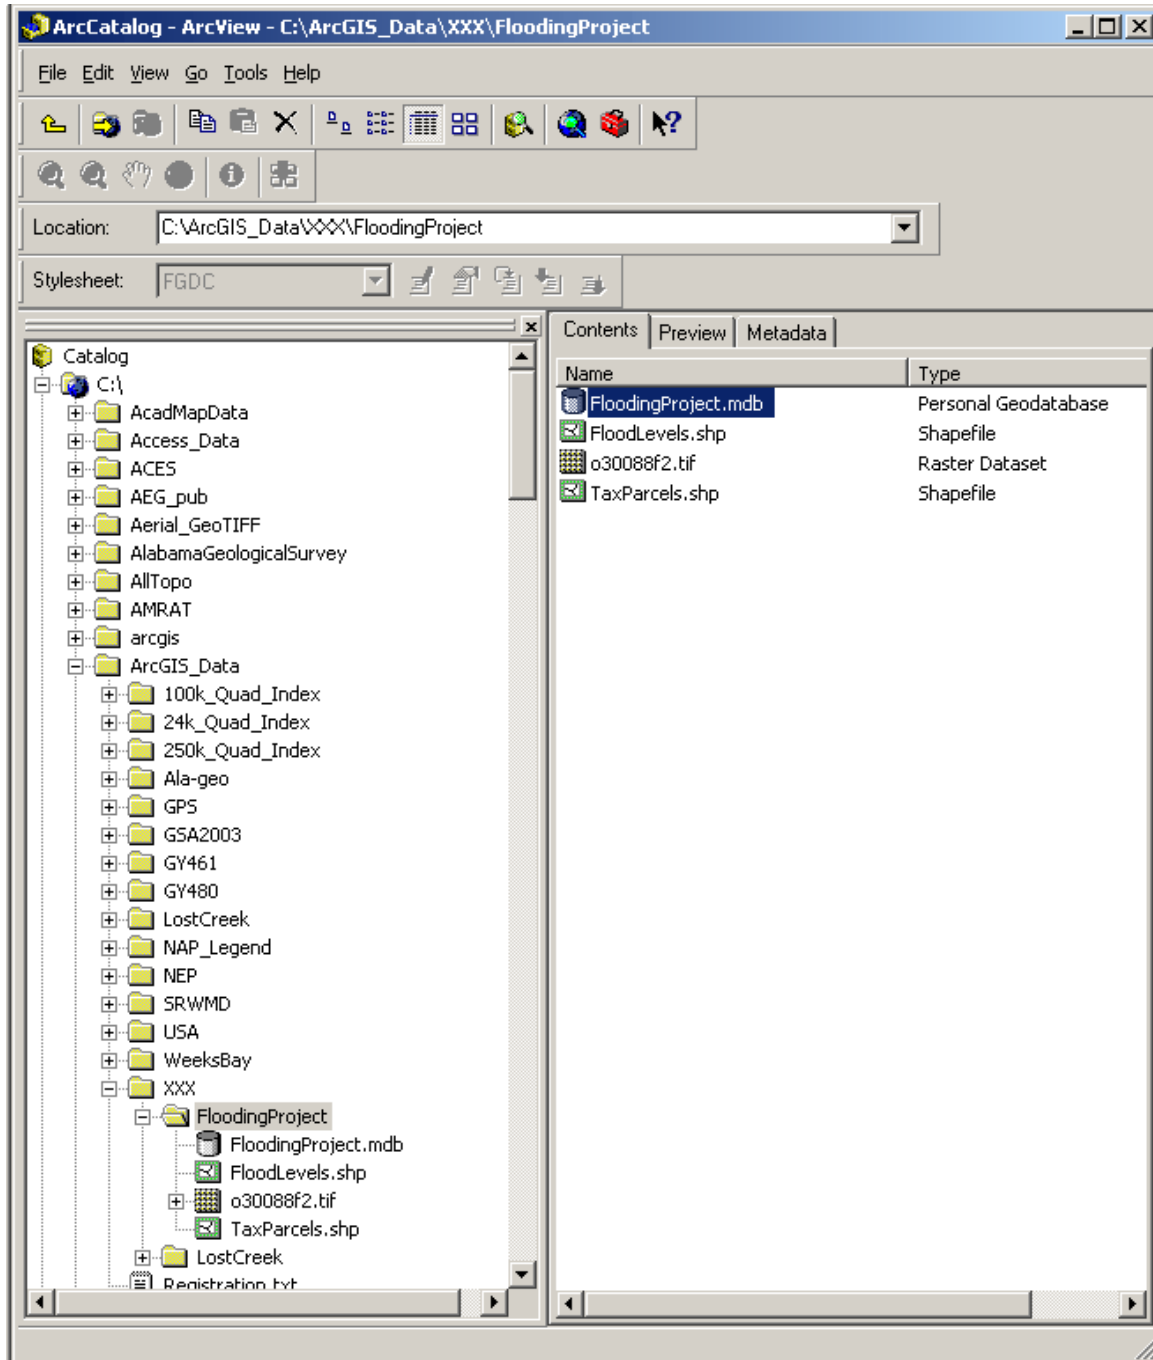 ArcCatalog - ArcView - C:\ArcGIS_Data\XXX\FloodingProject
File Edit View Go Tools Help
Location: C:\ArcGIS_Data\XXX\FloodingProject
Stylesheet: FGDC
Catalog
C:\
AcadMapData
Access_Data
ACES
AEG_pub
Aerial_GeoTIFF
AlabamaGeologicalSurvey
AllTopo
AMRAT
arcgis
ArcGIS_Data
100k_Quad_Index
24k_Quad_Index
250k_Quad_Index
Ala-geo
GPS
GSA2003
GY461
GY480
LostCreek
NAP_Legend
NEP
SRWMD
USA
WeeksBay
XXX
FloodingProject
FloodingProject.mdb
FloodLevels.shp
o30088f2.tif
TaxParcels.shp
LostCreek
Registration.txt
Contents Preview Metadata
Name Type
FloodingProject.mdb Personal Geodatabase
FloodLevels.shp Shapefile
o30088f2.tif Raster Dataset
TaxParcels.shp Shapefile